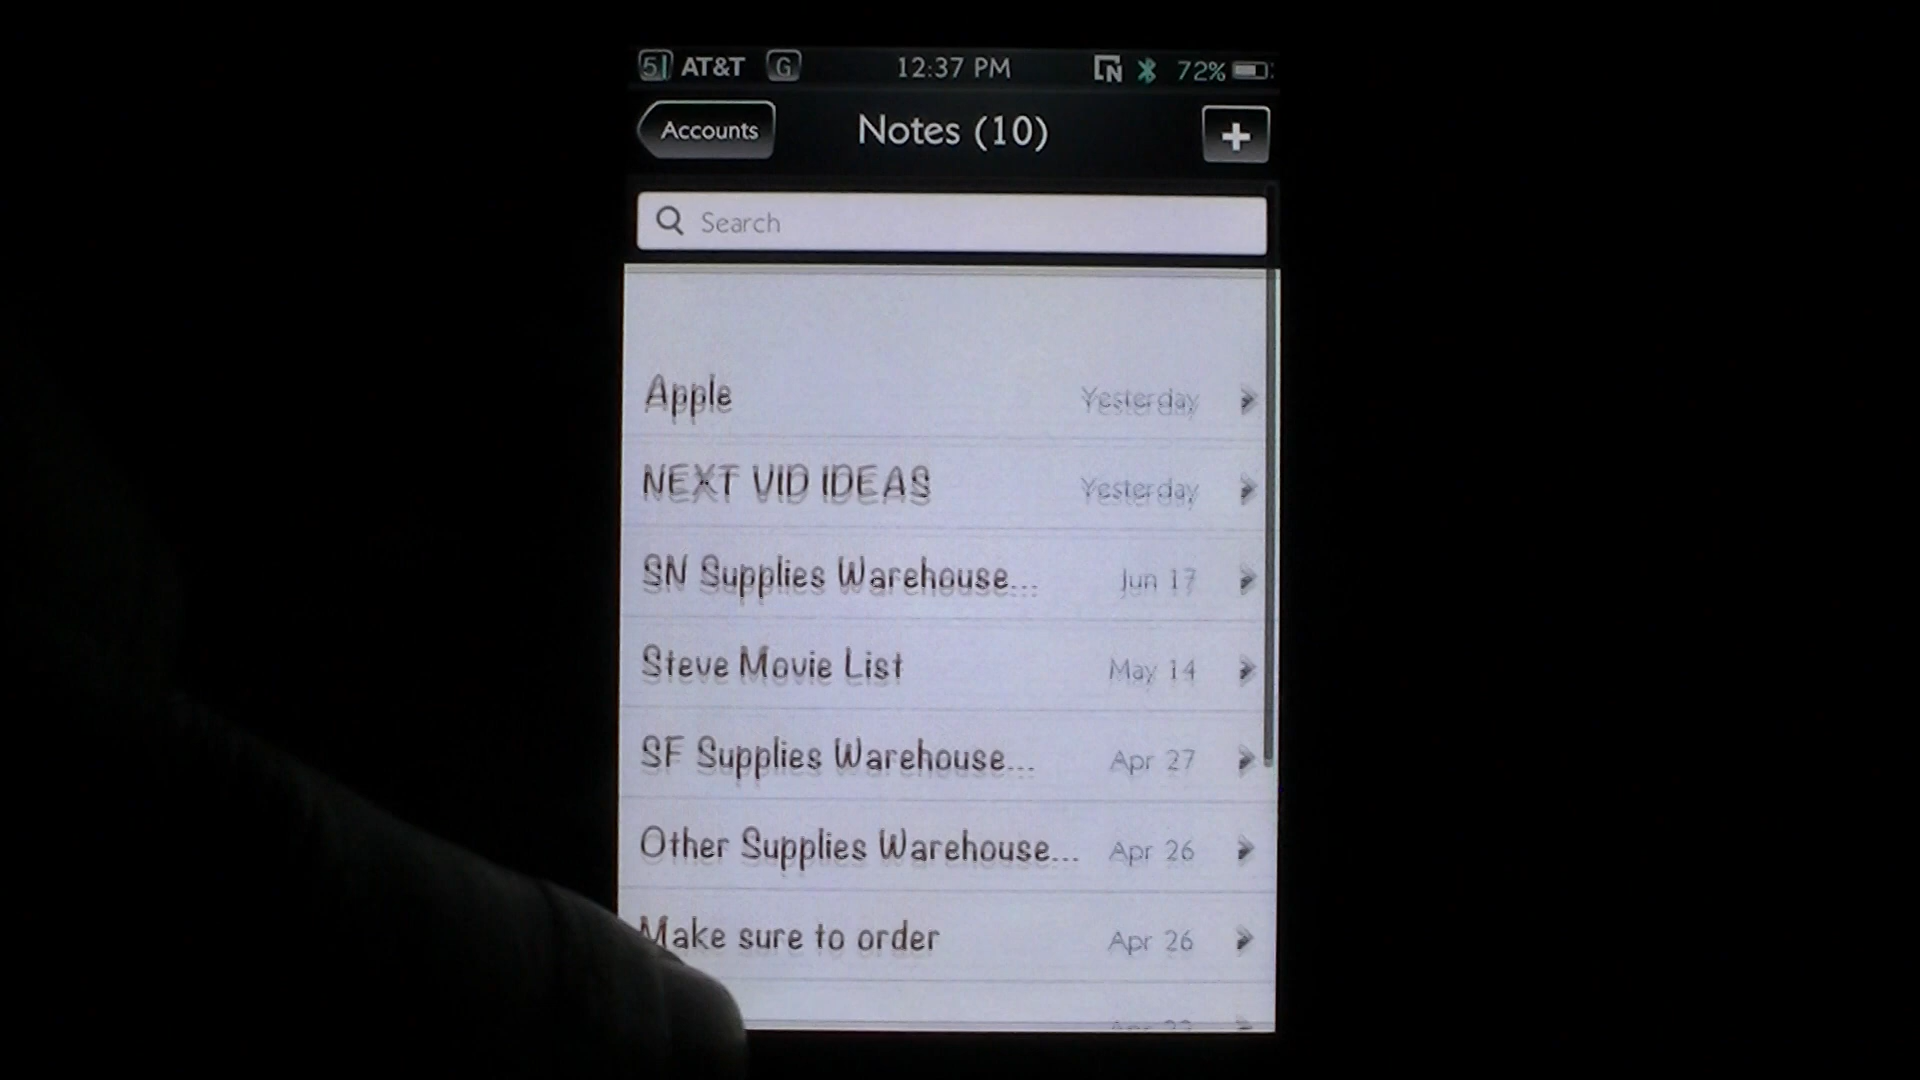 51 AT&T G 12:37 PM N 72%
Accounts Notes (10) +
Search
Apple Yesterday
NEXT VID IDEAS Yesterday
SN Supplies Warehouse... Jun 17
Steve Movie List May 14
SF Supplies Warehouse... Apr 27
Other Supplies Warehouse... Apr 26
Make sure to order Apr 26